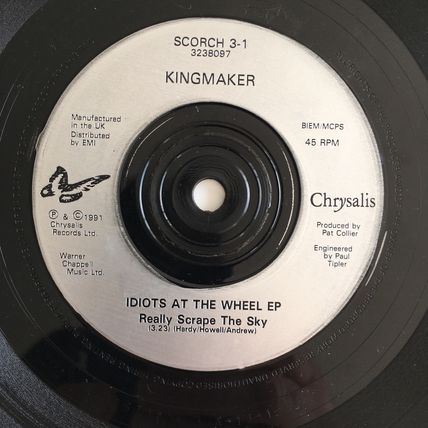 SCORCH 3-1
3238097
KINGMAKER
Manufactured
in the UK
Distributed
by EMI
BIEM/MCPS
45 RPM
Ⓟ & © 1991
Chrysalis
Records Ltd.
Warner
Chappell
Music Ltd.
Chrysalis
Produced by
Pat Collier
Engineered
by Paul
Tipler
IDIOTS AT THE WHEEL EP
Really Scrape The Sky
(3.23) (Hardy/Howell/Andrew)